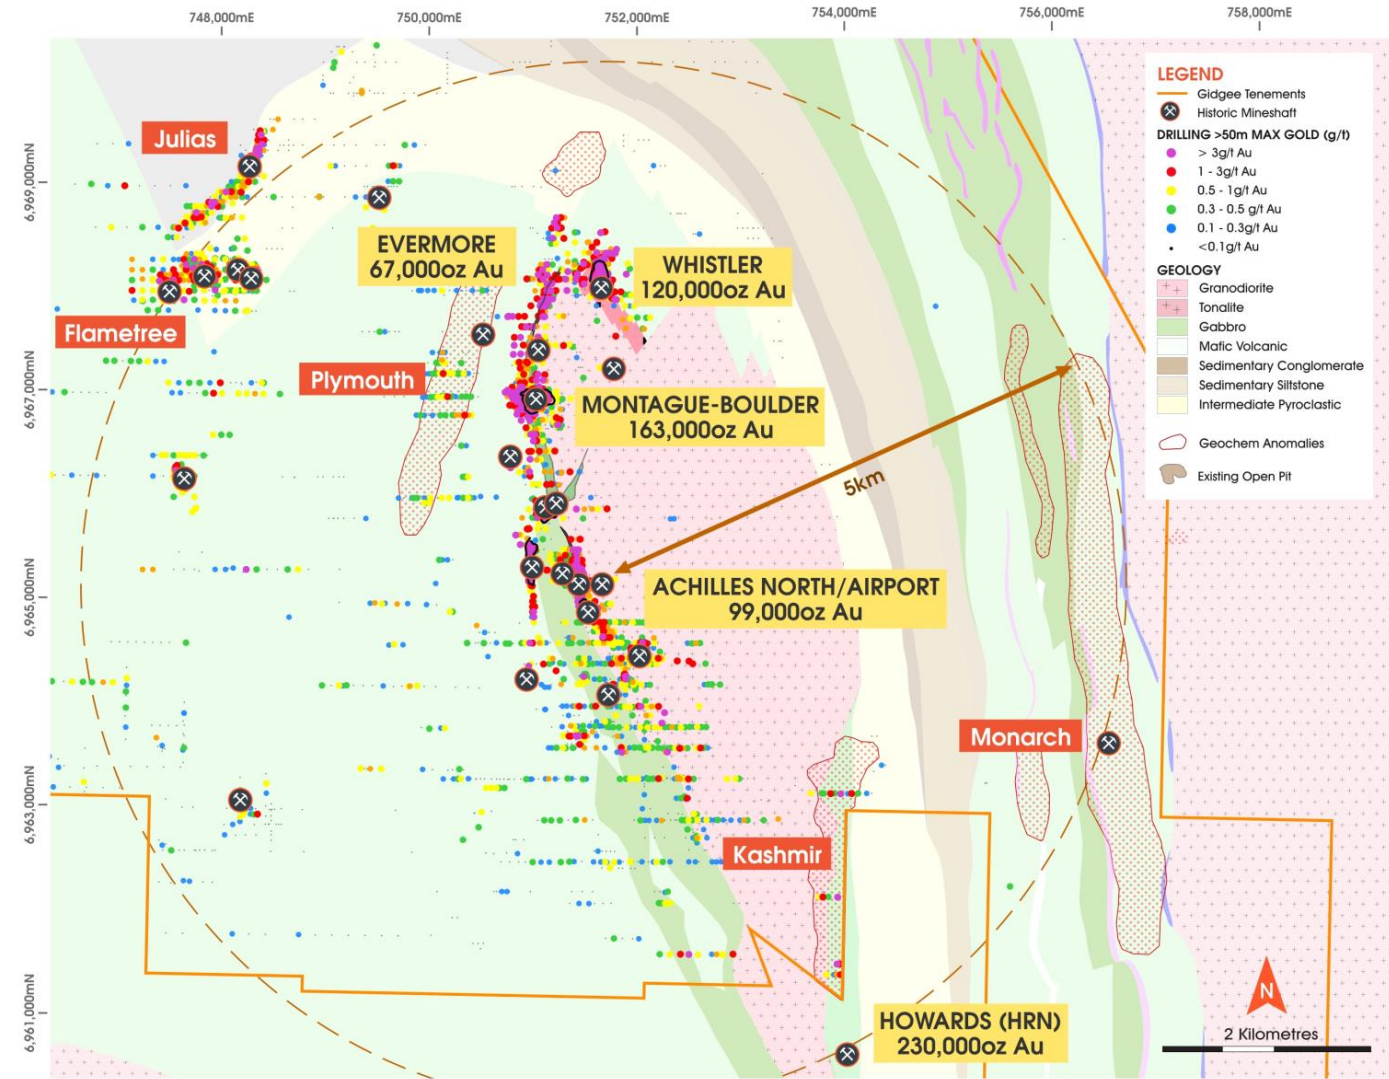 748,000mE
750,000mE
752,000mE
754,000mE
756,000mE
758,000mE
6,969,000mN
6,967,000mN
6,965,000mN
6,963,000mN
6,961,000mN
Julias
Flametree
EVERMORE
67,000oz Au
WHISTLER
120,000oz Au
Plymouth
MONTAGUE-BOULDER
163,000oz Au
5km
ACHILLES NORTH/AIRPORT
99,000oz Au
Monarch
Kashmir
HOWARDS (HRN)
230,000oz Au
LEGEND
Gidgee Tenements
Historic Mineshaft
DRILLING >50m MAX GOLD (g/t)
> 3g/t Au
1 - 3g/t Au
0.5 - 1g/t Au
0.3 - 0.5 g/t Au
0.1 - 0.3g/t Au
<0.1g/t Au
GEOLOGY
Granodiorite
Tonalite
Gabbro
Mafic Volcanic
Sedimentary Conglomerate
Sedimentary Siltstone
Intermediate Pyroclastic
Geochem Anomalies
Existing Open Pit
N
2 Kilometres